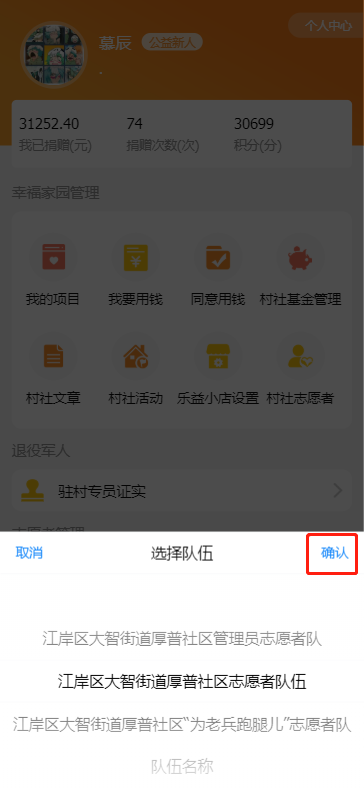 个人中心
慕辰 公益新人
31252.40 74 30699
我已捐赠(元) 捐赠次数(次) 积分(分)
幸福家园管理
我的项目 我要用钱 同意用钱 村社基金管理
村社文章 村社活动 乐益小店设置 村社志愿者
退役军人
驻村专员证实
志愿者管理
取消 选择队伍 确认
江岸区大智街道厚普社区管理员志愿者队
江岸区大智街道厚普社区志愿者队伍
江岸区大智街道厚普社区“为老兵跑腿儿”志愿者队
队伍名称